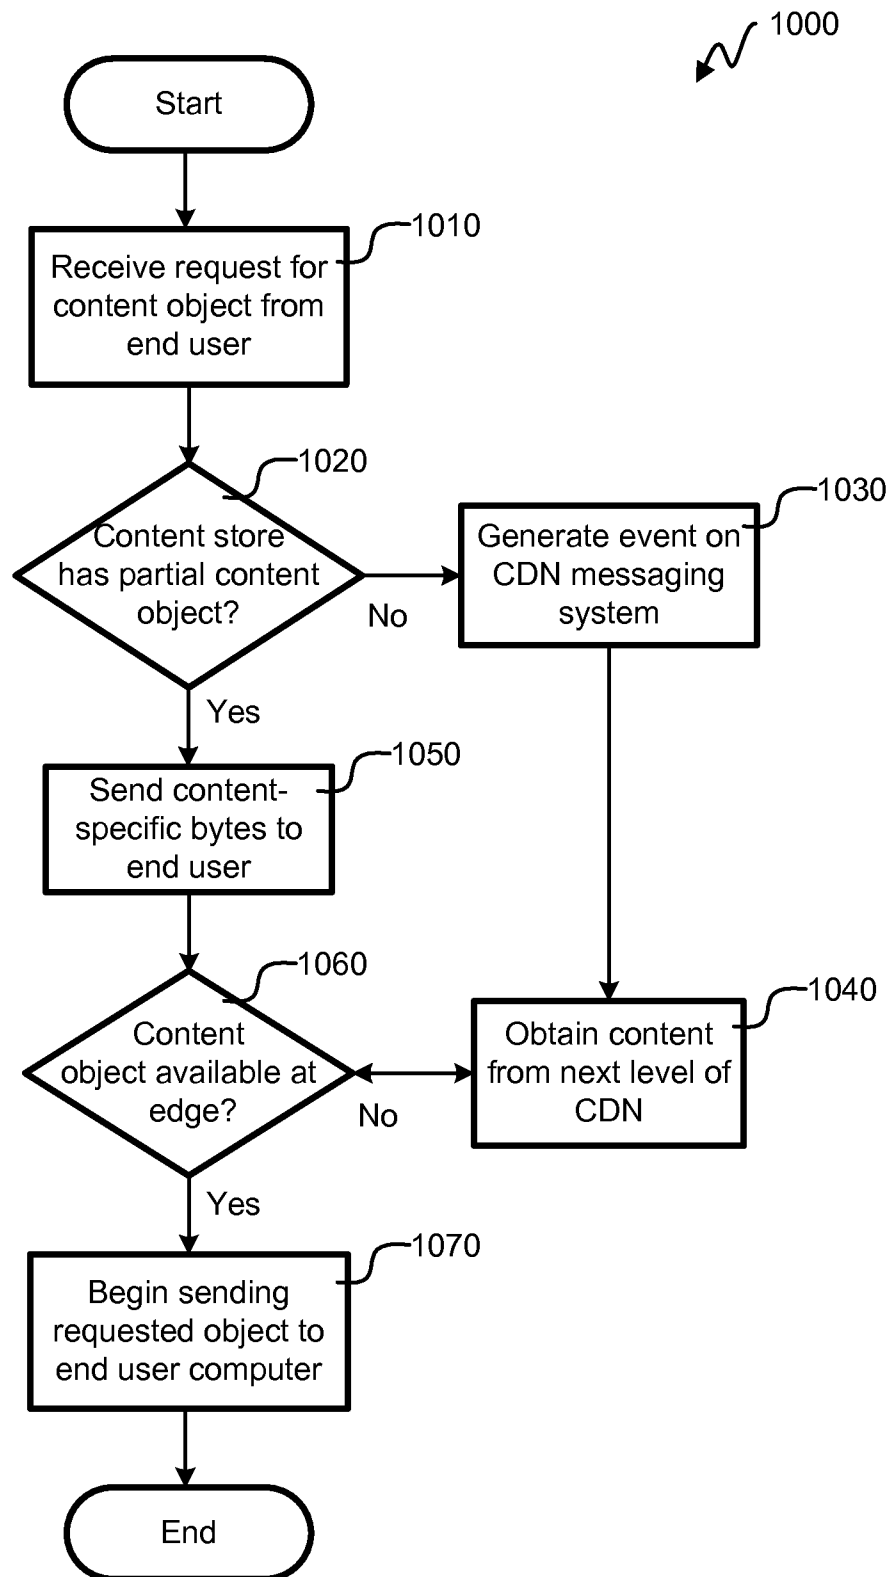 1000
Start
1010
Receive request for
content object from
end user
1020
Content store
has partial content
object?
No
1030
Generate event on
CDN messaging
system
Yes
1050
Send content-
specific bytes to
end user
1060
Content
object available at
edge?
No
1040
Obtain content
from next level of
CDN
Yes
1070
Begin sending
requested object to
end user computer
End